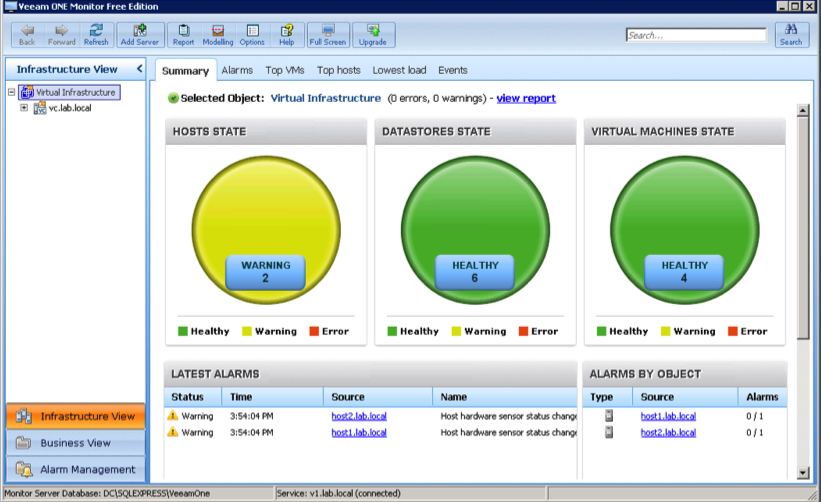 Veeam ONE Monitor Free Edition
Back Forward Refresh Add Server Report Modelling Options Help Full Screen Upgrade Search... Search
Infrastructure View
Summary Alarms Top VMs Top hosts Lowest load Events
Virtual Infrastructure
vc.lab.local
Selected Object: Virtual Infrastructure (0 errors, 0 warnings) - view report
HOSTS STATE DATASTORES STATE VIRTUAL MACHINES STATE
WARNING HEALTHY HEALTHY
2 6 4
Healthy Warning Error Healthy Warning Error Healthy Warning Error
LATEST ALARMS ALARMS BY OBJECT
Status Time Source Name Type Source Alarms
Warning 3:54:04 PM host2.lab.local Host hardware sensor status change host1.lab.local 0 / 1
Warning 3:54:04 PM host1.lab.local Host hardware sensor status change host2.lab.local 0 / 1
Infrastructure View
Business View
Alarm Management
Monitor Server Database: DC\SQLEXPRESS\VeeamOne Service: v1.lab.local (connected)